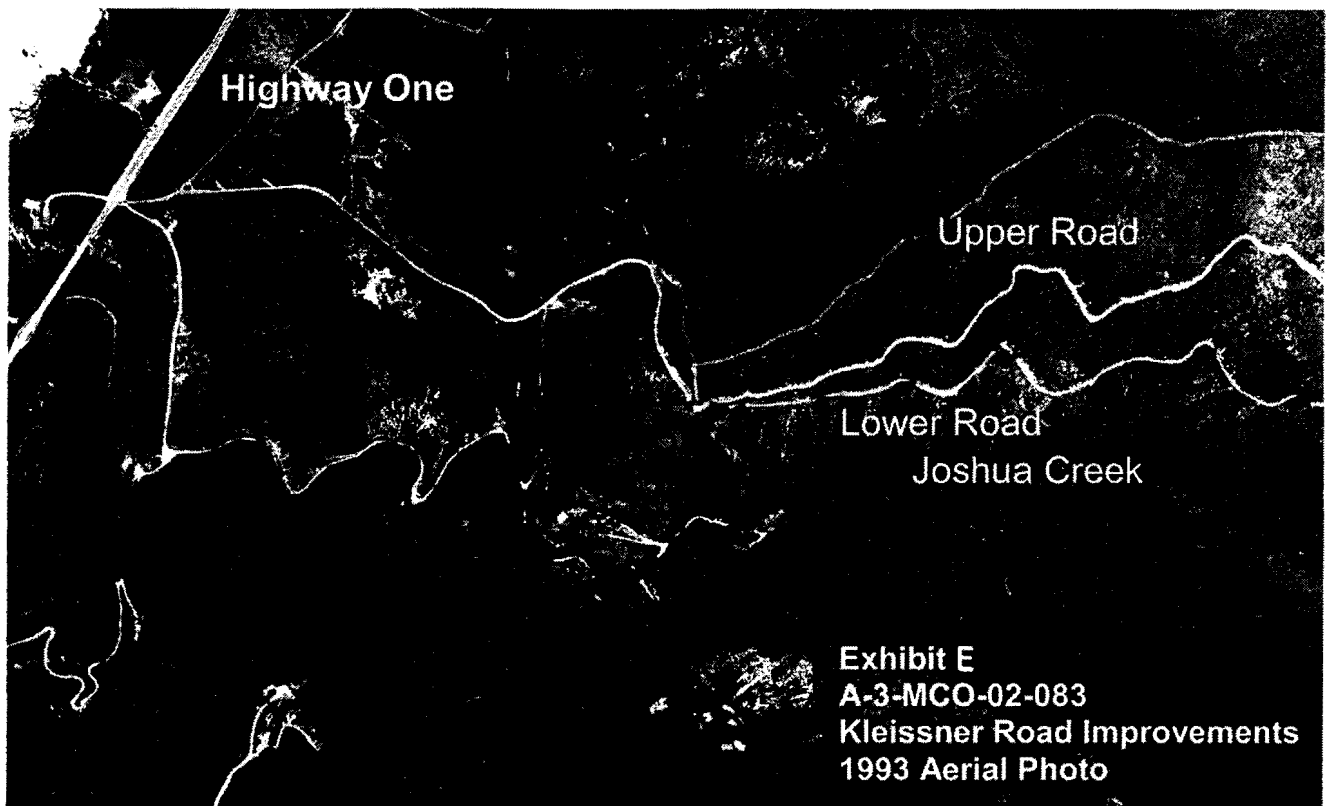 Highway One
Upper Road
Lower Road
Joshua Creek
Exhibit E
A-3-MCO-02-083
Kleissner Road Improvements
1993 Aerial Photo